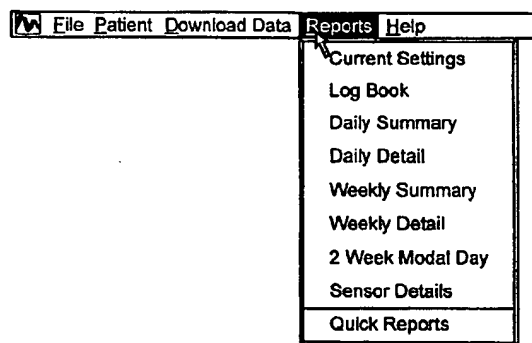 File Patient Download Data Reports Help
Current Settings
Log Book
Daily Summary
Daily Detail
Weekly Summary
Weekly Detail
2 Week Modal Day
Sensor Details
Quick Reports